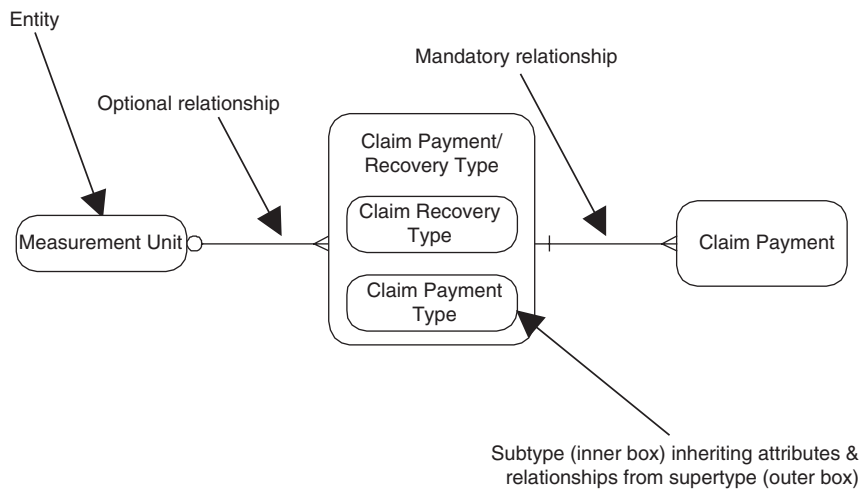 Entity
Optional relationship
Mandatory relationship
Measurement Unit
Claim Payment/
Recovery Type
Claim Recovery
Type
Claim Payment
Type
Claim Payment
Subtype (inner box) inheriting attributes &
relationships from supertype (outer box)